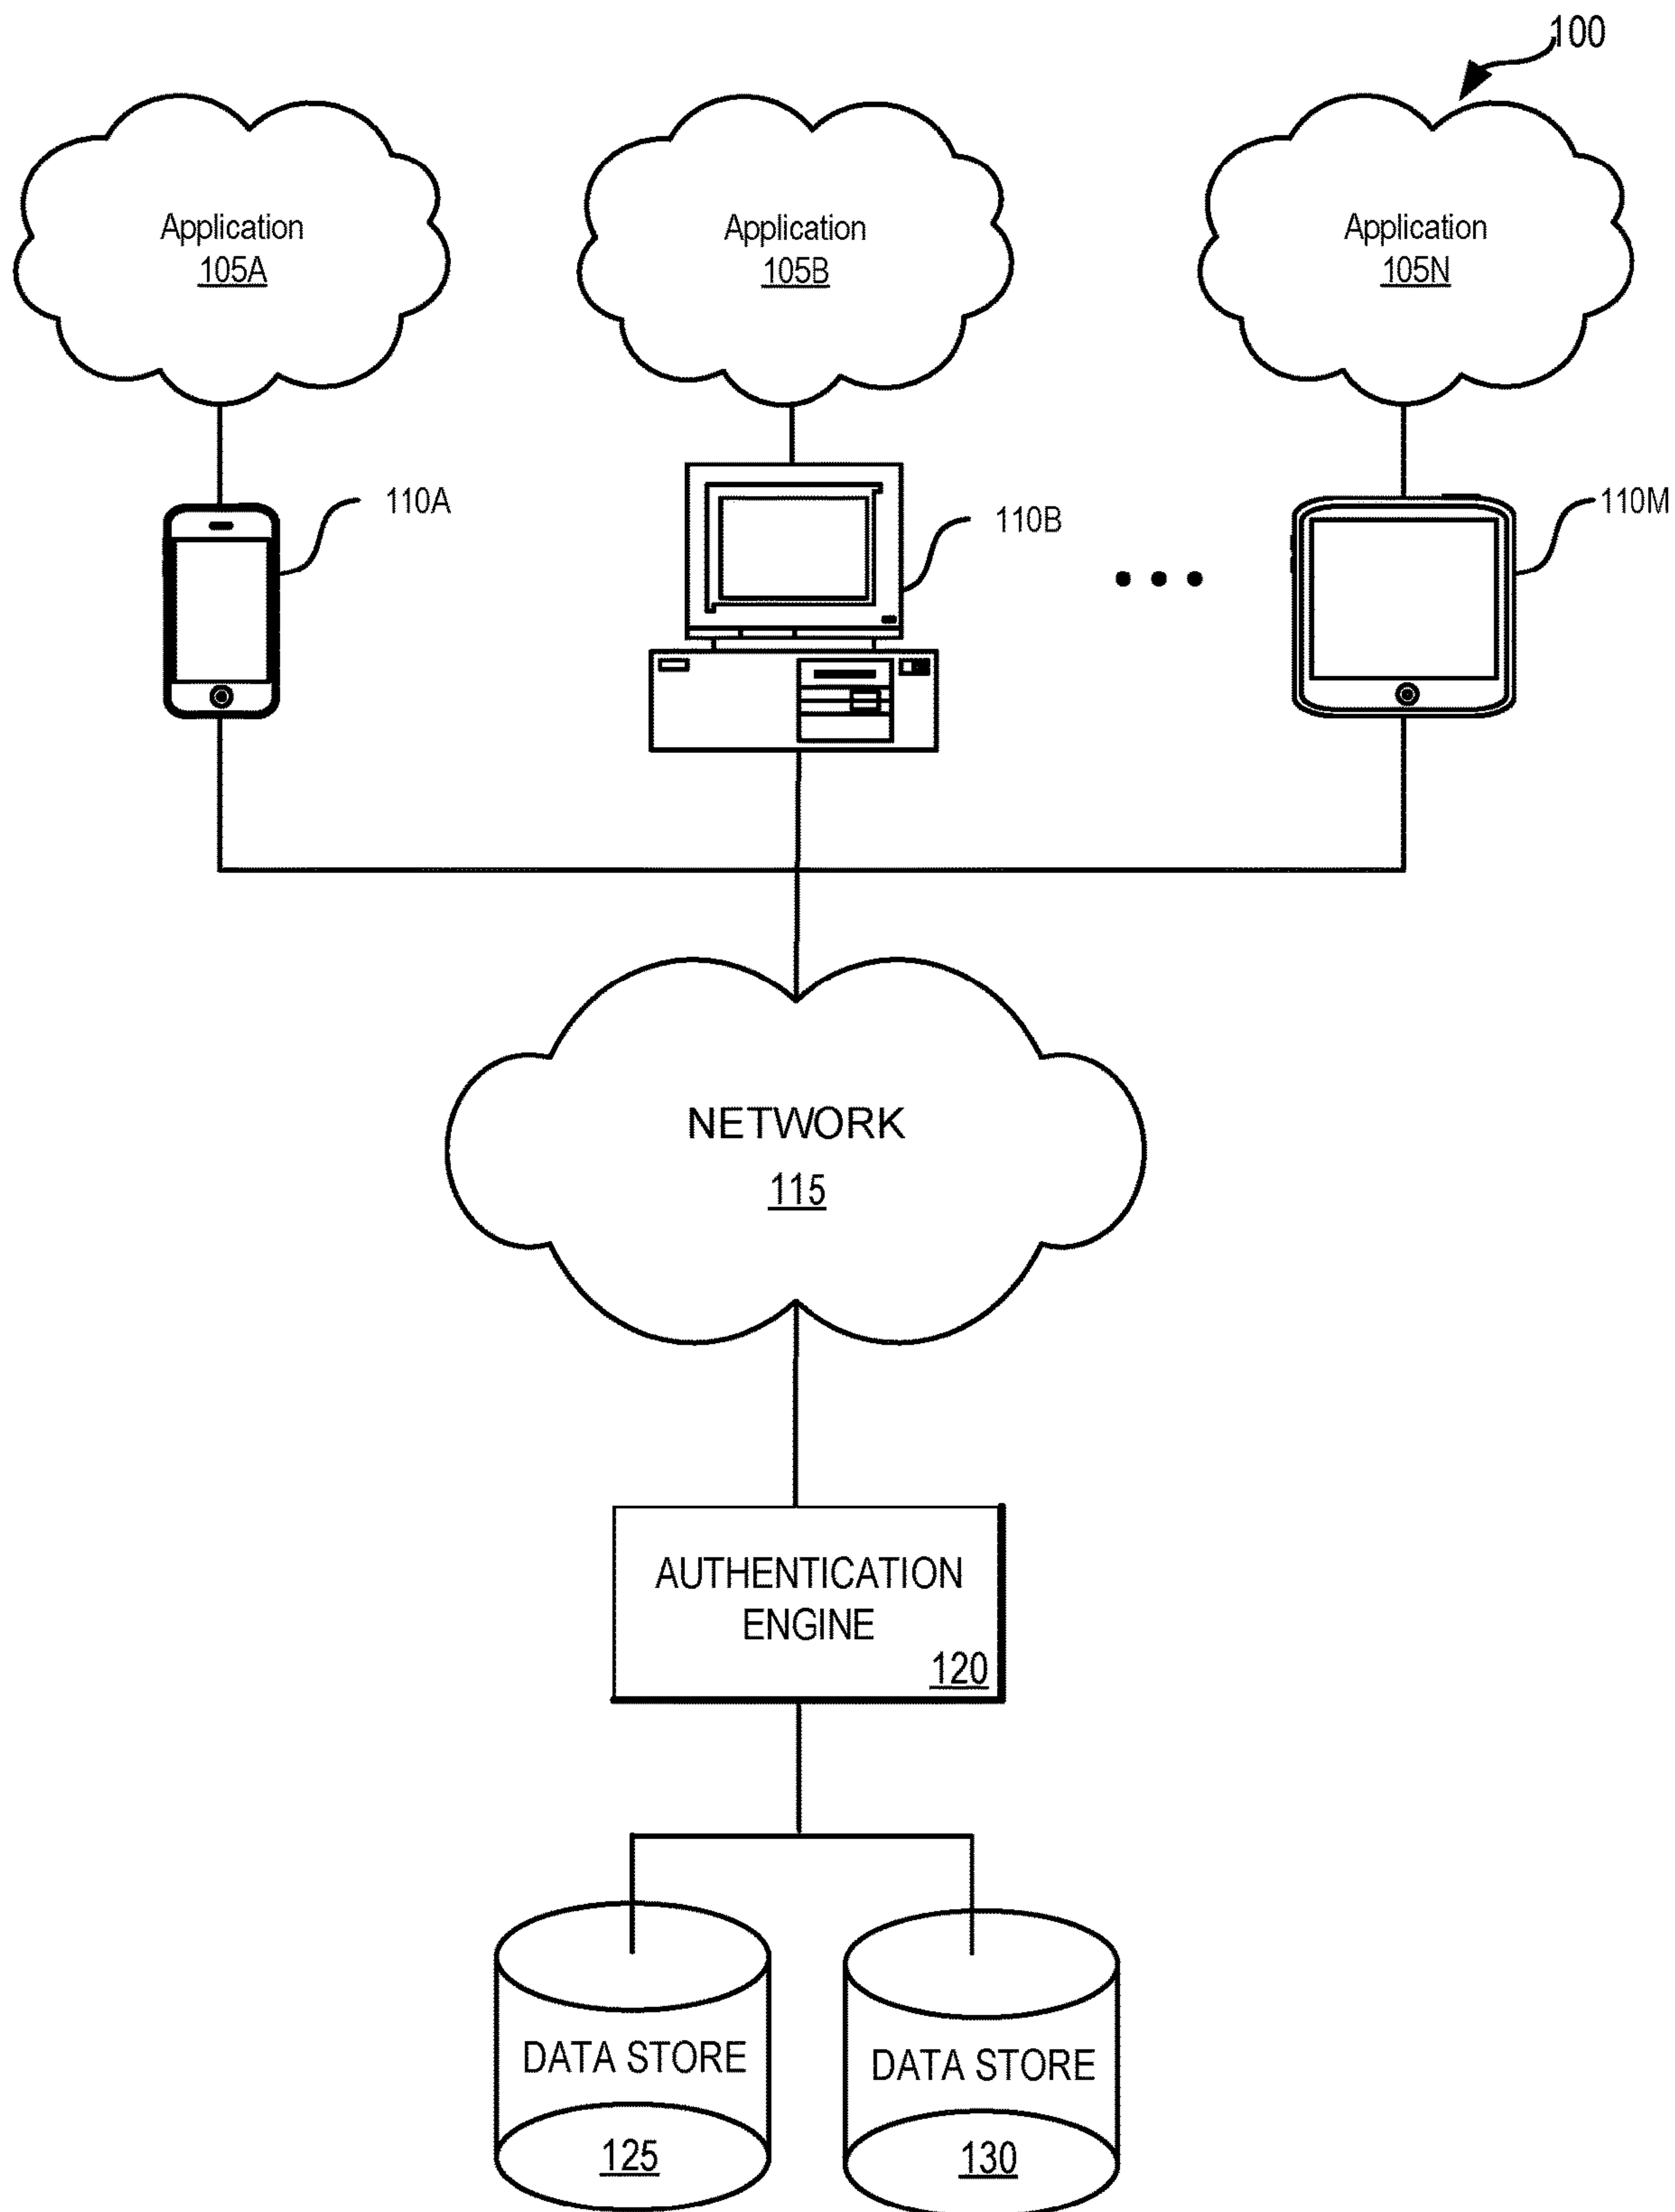 100
Application
105A
Application
105B
Application
105N
110A
110B
110M
NETWORK
115
AUTHENTICATION
ENGINE
120
DATA STORE
125
DATA STORE
130